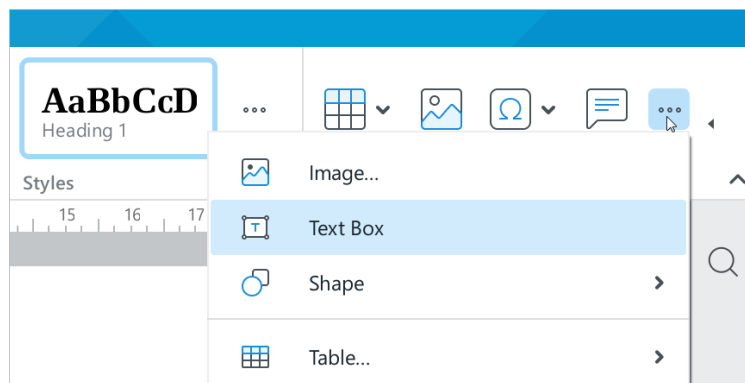 AaBbCcD
Heading 1
Styles
15 16 17
Image...
Text Box
Shape
Table...